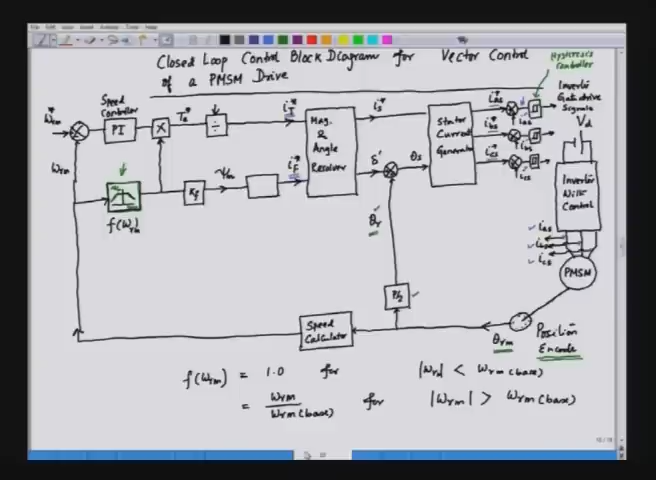 Closed Loop Control Block Diagram for Vector Control
of a PMSM Drive
Hysteresis
Controller
Inverter
Gate drive
Signals
Speed
Controller
ω*rm
PI
X
Te*
÷
iT*
Mag.
&
Angle
Resolver
is*
Stator
Current
Generator
ias*
ibs*
ics*
ias
ibs
ics
Vd
ωrm
f(ωrm)
Kf
ψm
iF*
δ'
θs
θr
Inverter
With
Control
ias
ibs
ics
PMSM
P/2
Speed
Calculator
θrm
Position
Encode
f(ωrm) = 1.0 for |ωrm| < ωrm(base)
= ωrm / ωrm(base) for |ωrm| > ωrm(base)